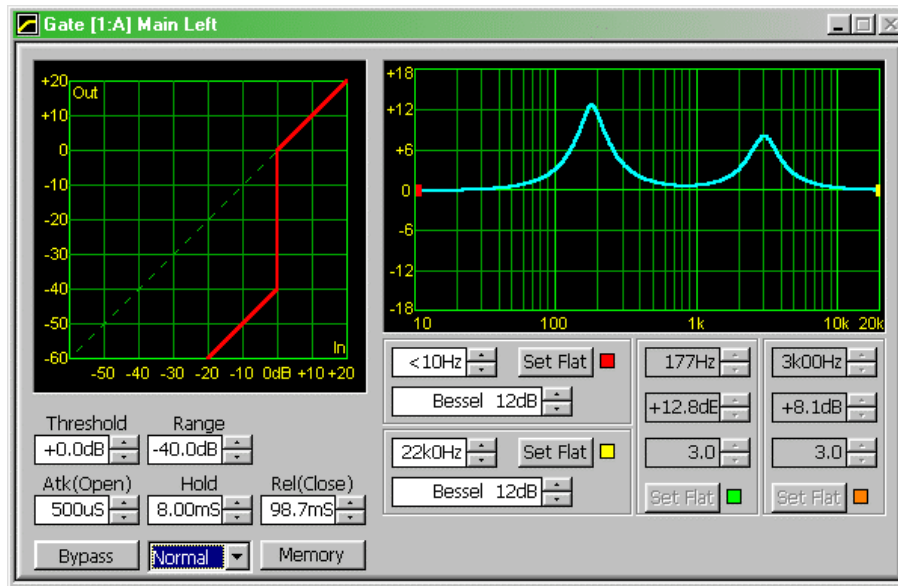 Gate [1:A] Main Left
+20
Out
+10
0
-10
-20
-30
-40
-50
-60
In
-50 -40 -30 -20 -10 0dB +10 +20
+18
+12
+6
0
-6
-12
-18
10 100 1k 10k 20k
Threshold Range
+0.0dB -40.0dB
Atk(Open) Hold Rel(Close)
500uS 8.00mS 98.7mS
Bypass Normal Memory
<10Hz Set Flat
Bessel 12dB
22k0Hz Set Flat
Bessel 12dB
177Hz
+12.8dE
3.0
Set Flat
3k00Hz
+8.1dB
3.0
Set Flat